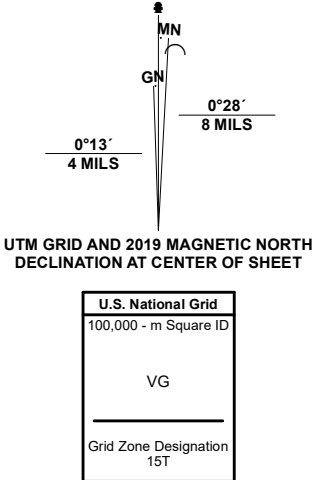 MN
GN
0°28´
8 MILS
0°13´
4 MILS
UTM GRID AND 2019 MAGNETIC NORTH
DECLINATION AT CENTER OF SHEET
U.S. National Grid
100,000 - m Square ID
VG
Grid Zone Designation
15T